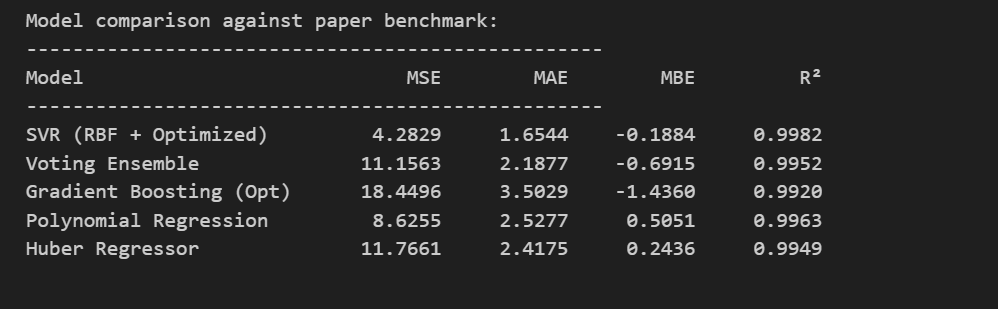 Model comparison against paper benchmark:
--------------------------------------------------
Model MSE MAE MBE R²
--------------------------------------------------
SVR (RBF + Optimized) 4.2829 1.6544 -0.1884 0.9982
Voting Ensemble 11.1563 2.1877 -0.6915 0.9952
Gradient Boosting (Opt) 18.4496 3.5029 -1.4360 0.9920
Polynomial Regression 8.6255 2.5277 0.5051 0.9963
Huber Regressor 11.7661 2.4175 0.2436 0.9949